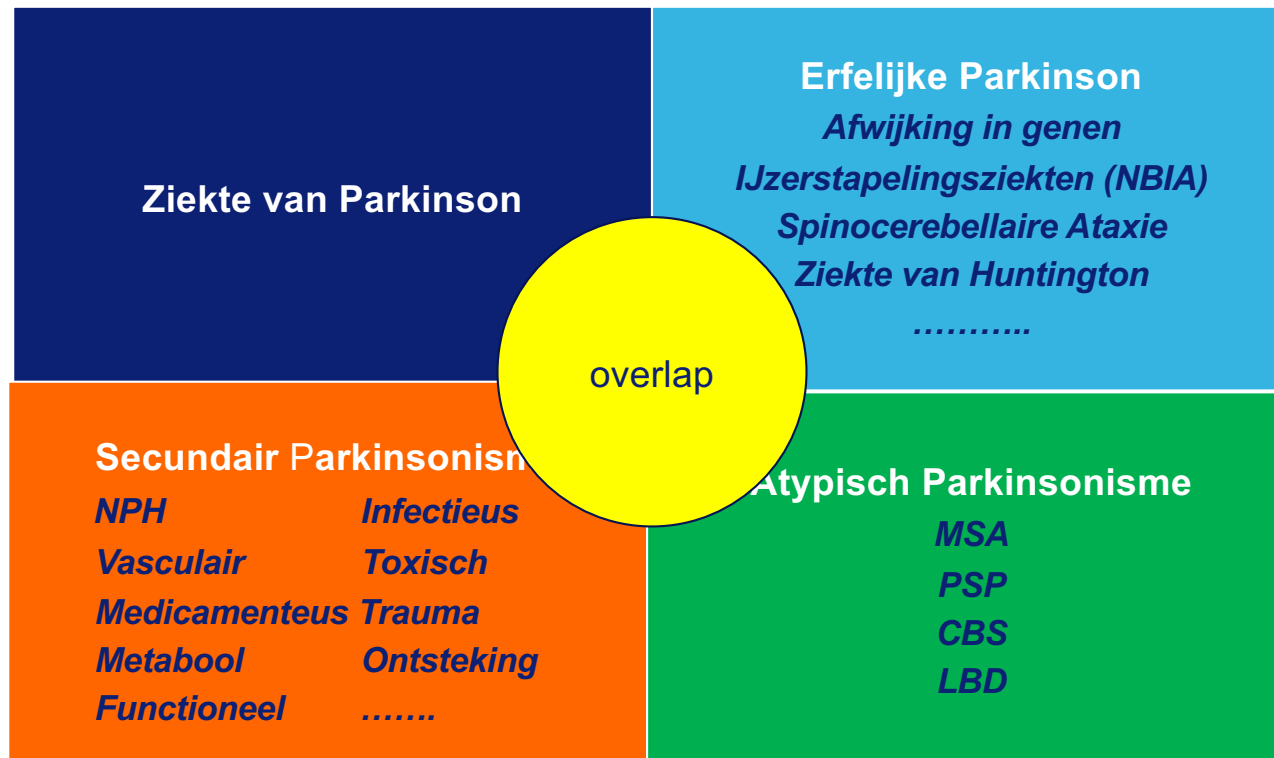 Ziekte van Parkinson
Erfelijke Parkinson
Afwijking in genen
IJzerstapelingsziekten (NBIA)
Spinocerebellaire Ataxie
Ziekte van Huntington
………...
overlap
Secundair Parkinsonism
NPH Infectieus
Vasculair Toxisch
Medicamenteus Trauma
Metabool Ontsteking
Functioneel …….
Atypisch Parkinsonisme
MSA
PSP
CBS
LBD